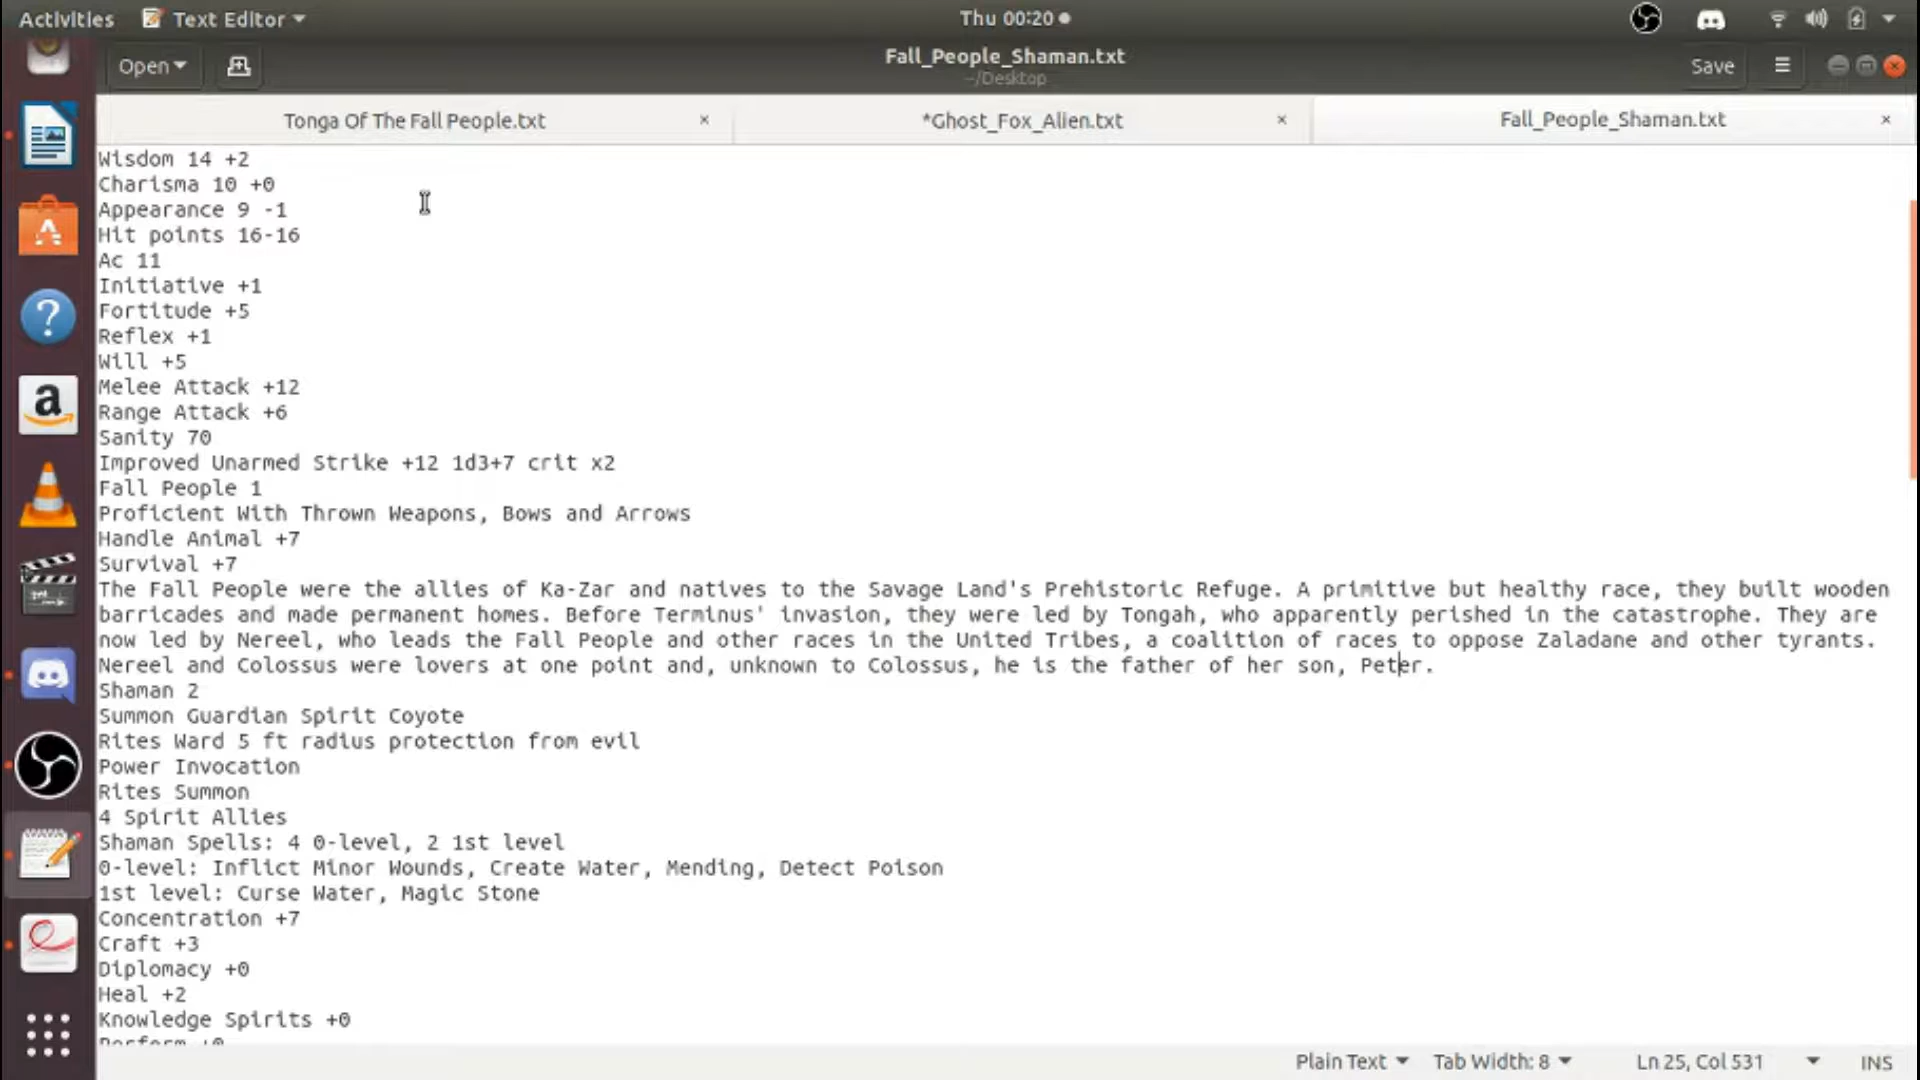 Activities Text Editor Thu 00:20
Open Fall_People_Shaman.txt Save
~/Desktop
Tonga Of The Fall People.txt × *Ghost_Fox_Alien.txt × Fall_People_Shaman.txt ×
Wisdom 14 +2
Charisma 10 +0
Appearance 9 -1
Hit points 16-16
Ac 11
Initiative +1
Fortitude +5
Reflex +1
Will +5
Melee Attack +12
Range Attack +6
Sanity 70
Improved Unarmed Strike +12 1d3+7 crit x2
Fall People 1
Proficient With Thrown Weapons, Bows and Arrows
Handle Animal +7
Survival +7
The Fall People were the allies of Ka-Zar and natives to the Savage Land's Prehistoric Refuge. A primitive but healthy race, they built wooden
barricades and made permanent homes. Before Terminus' invasion, they were led by Tongah, who apparently perished in the catastrophe. They are
now led by Nereel, who leads the Fall People and other races in the United Tribes, a coalition of races to oppose Zaladane and other tyrants.
Nereel and Colossus were lovers at one point and, unknown to Colossus, he is the father of her son, Peter.
Shaman 2
Summon Guardian Spirit Coyote
Rites Ward 5 ft radius protection from evil
Power Invocation
Rites Summon
4 Spirit Allies
Shaman Spells: 4 0-level, 2 1st level
0-level: Inflict Minor Wounds, Create Water, Mending, Detect Poison
1st level: Curse Water, Magic Stone
Concentration +7
Craft +3
Diplomacy +0
Heal +2
Knowledge Spirits +0
Perform +0
Plain Text Tab Width: 8 Ln 25, Col 531 INS